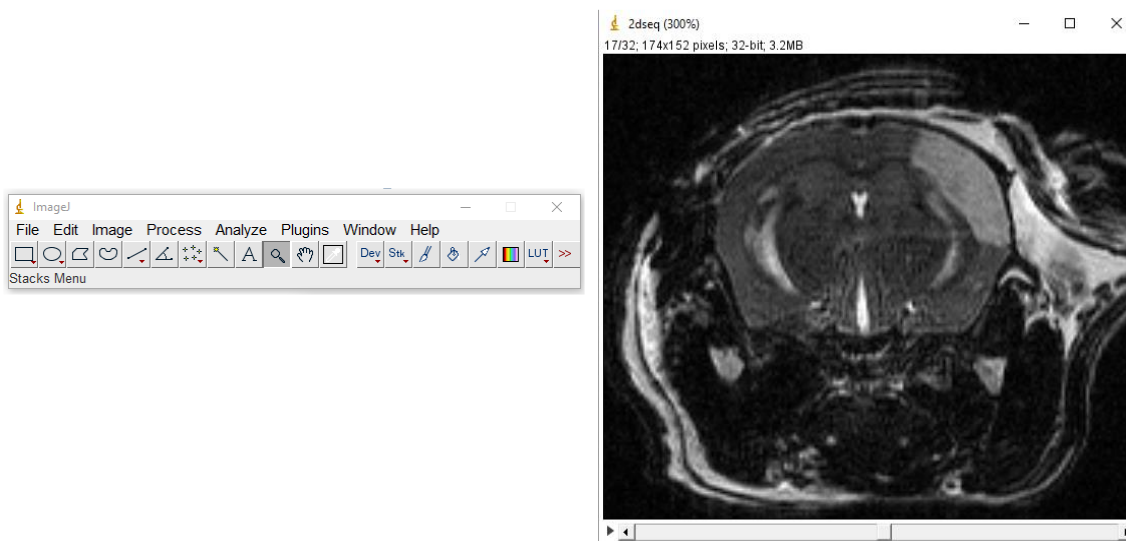 ImageJ
File Edit Image Process Analyze Plugins Window Help
A Dev Stk LUT >>
Stacks Menu
2dseq (300%)
17/32; 174x152 pixels; 32-bit; 3.2MB